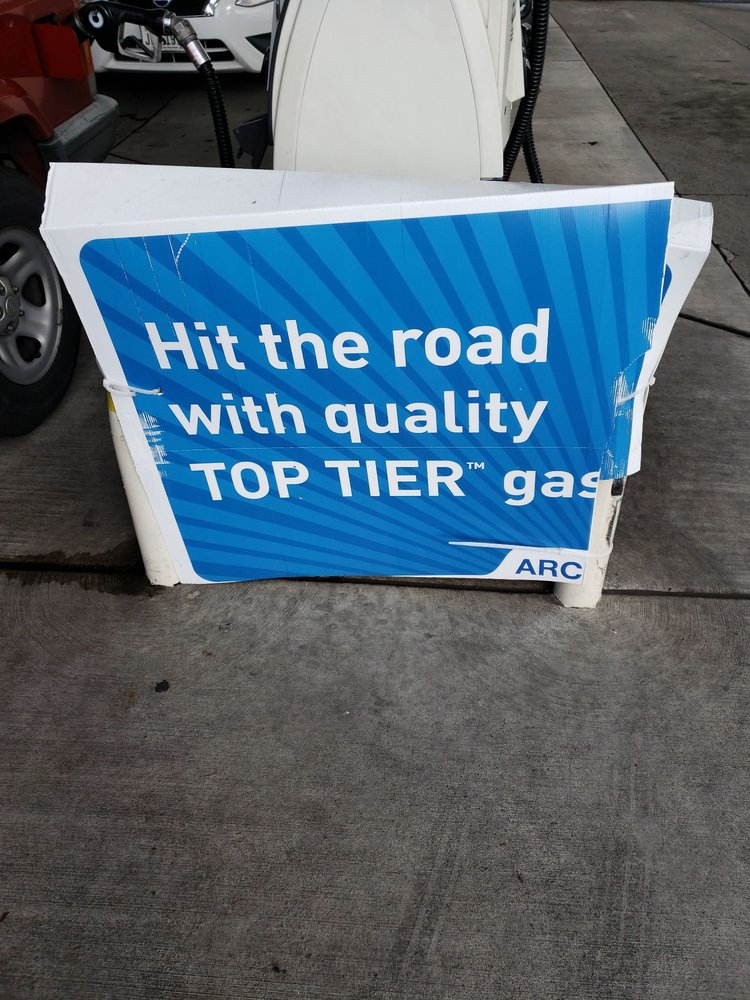 Hit the road
with quality
TOP TIER™ gas
ARC